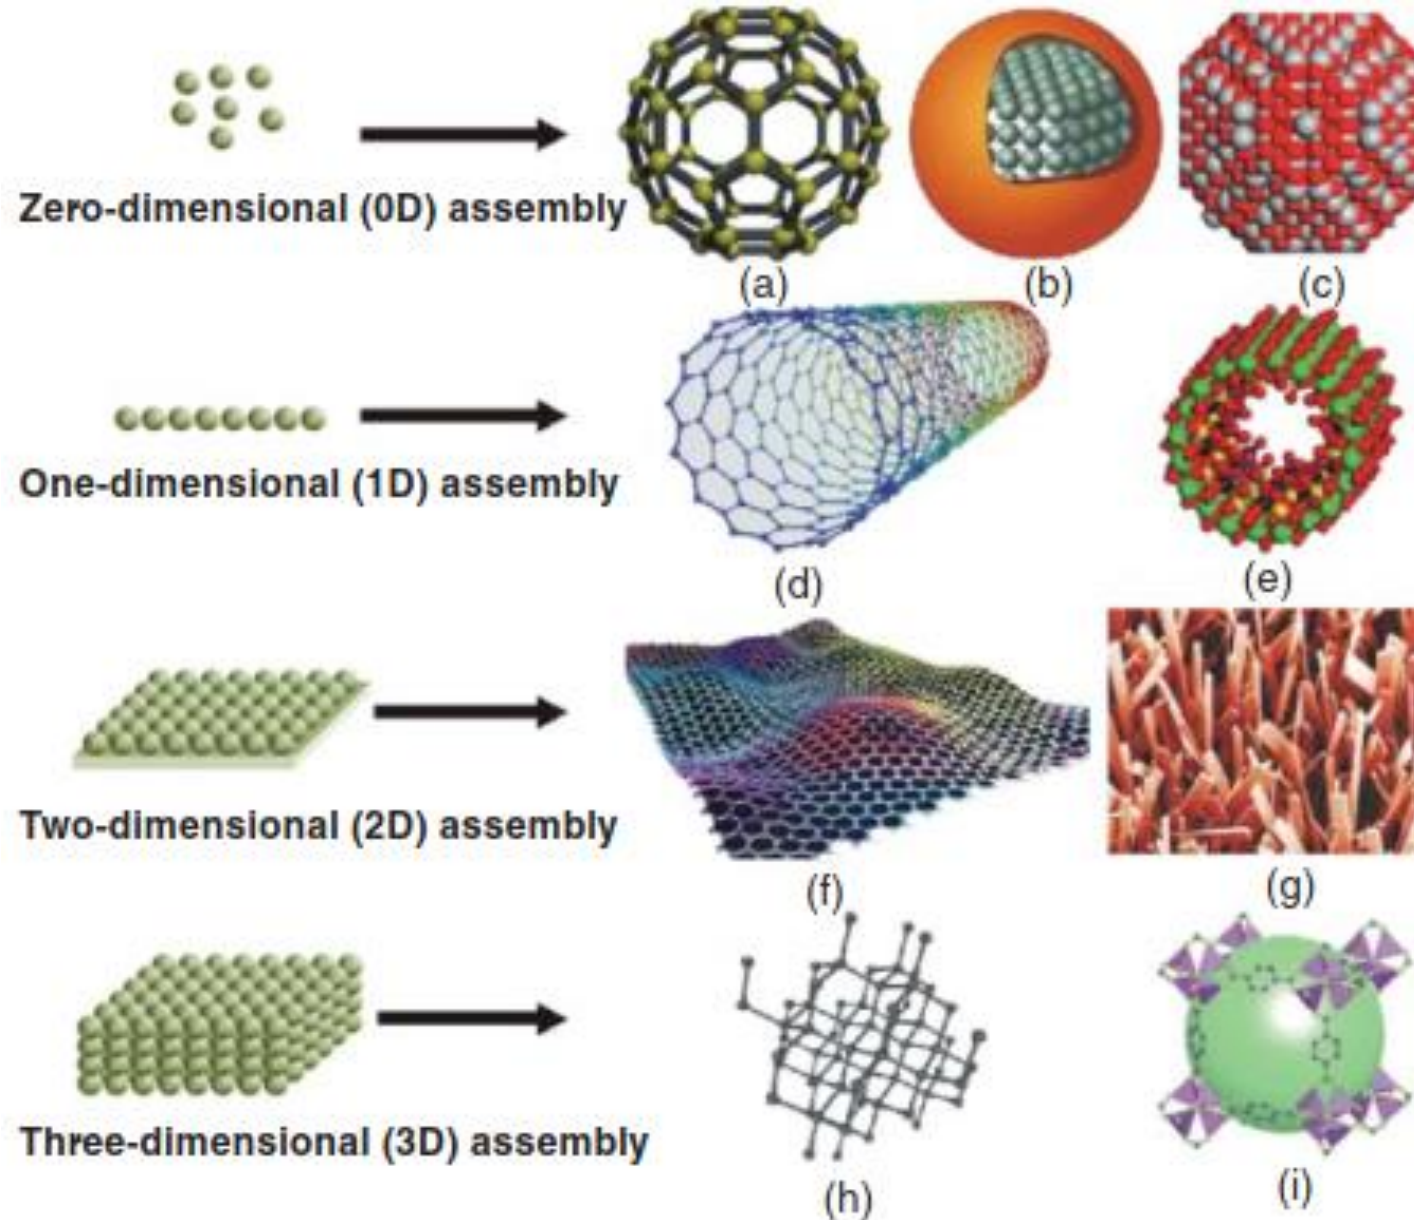 (a) (b) (c)
Zero-dimensional (0D) assembly
One-dimensional (1D) assembly
(d) (e)
Two-dimensional (2D) assembly
(f) (g)
Three-dimensional (3D) assembly
(h) (i)